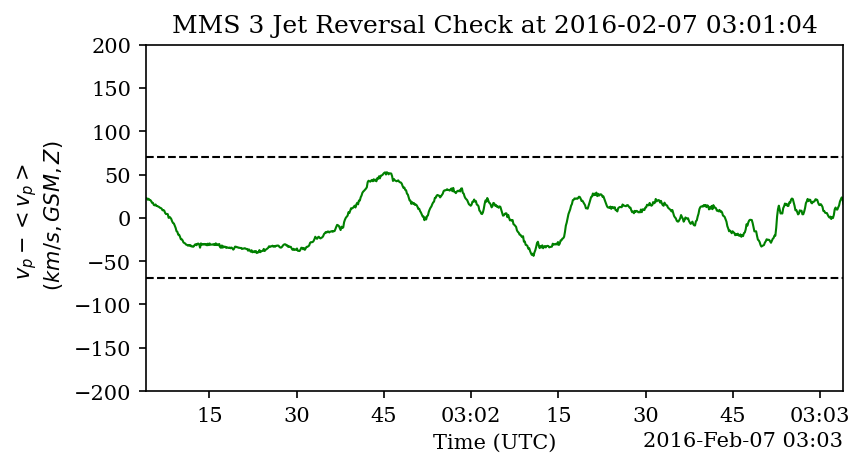 MMS 3 Jet Reversal Check at 2016-02-07 03:01:04
200
150
100
50
0
−50
−100
−150
−200
v_p − < v_p >
(km/s, GSM, Z)
15 30 45 03:02 15 30 45 03:03
Time (UTC)
2016-Feb-07 03:03